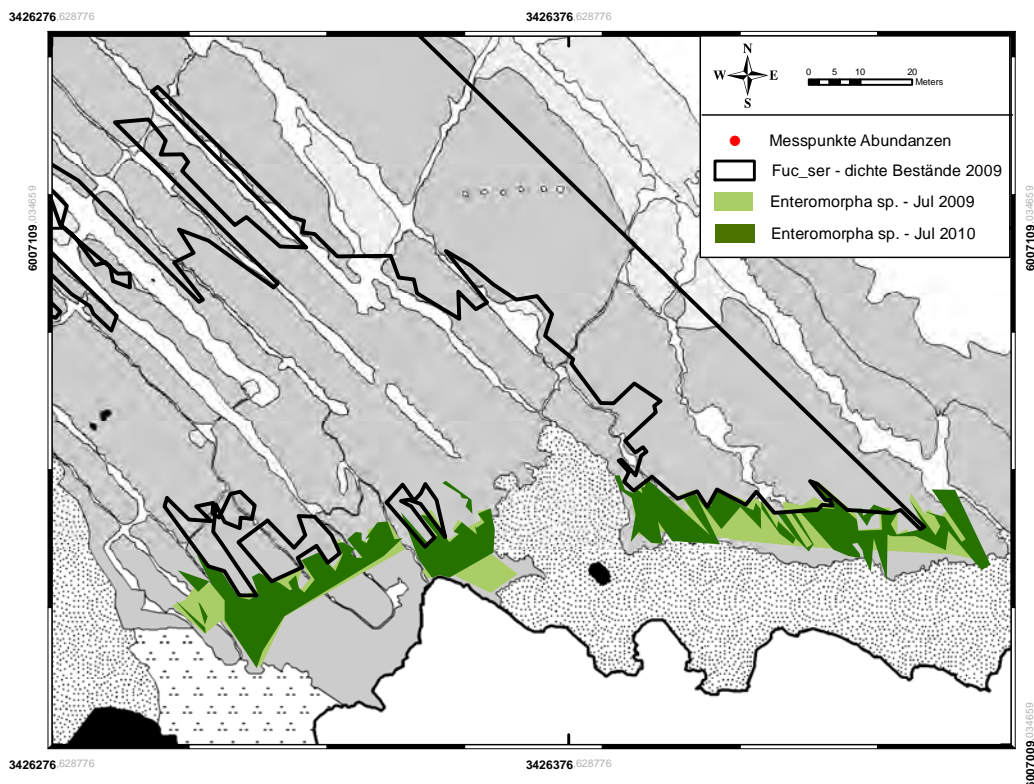 3426276,628776 3426376,628776
N
W E
S
0 5 10 20
Meters
Messpunkte Abundanzen
Fuc_ser - dichte Bestände 2009
Enteromorpha sp. - Jul 2009
Enteromorpha sp. - Jul 2010
6007109,034659 6007109,034659
6007009,034659
3426276,628776 3426376,628776